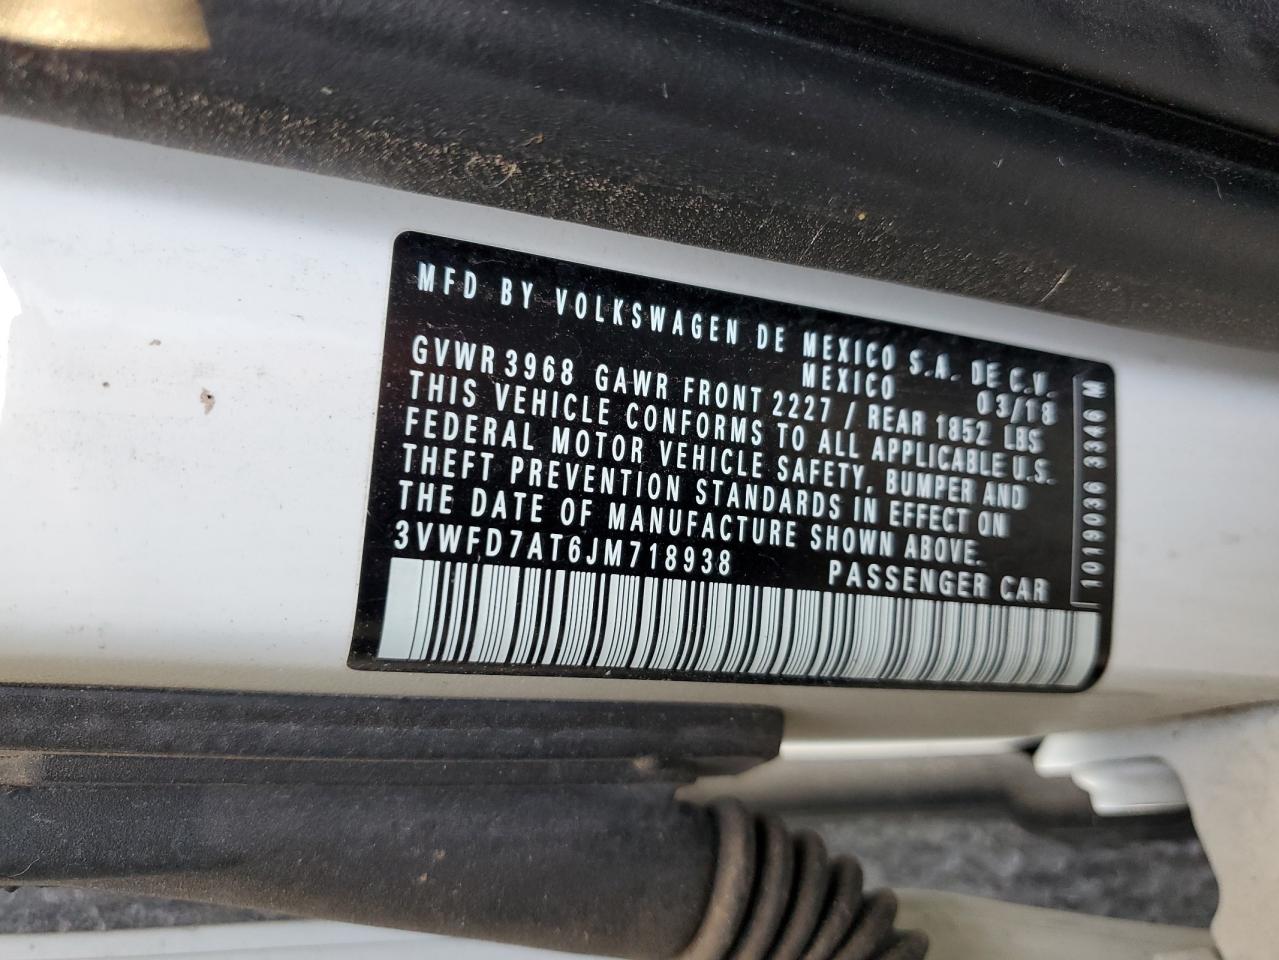 MFD BY VOLKSWAGEN DE MEXICO S.A. DE C.V.
MEXICO 03/18
GVWR 3968 GAWR FRONT 2227 / REAR 1852 LBS
THIS VEHICLE CONFORMS TO ALL APPLICABLE U.S.
FEDERAL MOTOR VEHICLE SAFETY, BUMPER AND
THEFT PREVENTION STANDARDS IN EFFECT ON
THE DATE OF MANUFACTURE SHOWN ABOVE.
3VWFD7AT6JM718938 PASSENGER CAR
1019036 3346 M